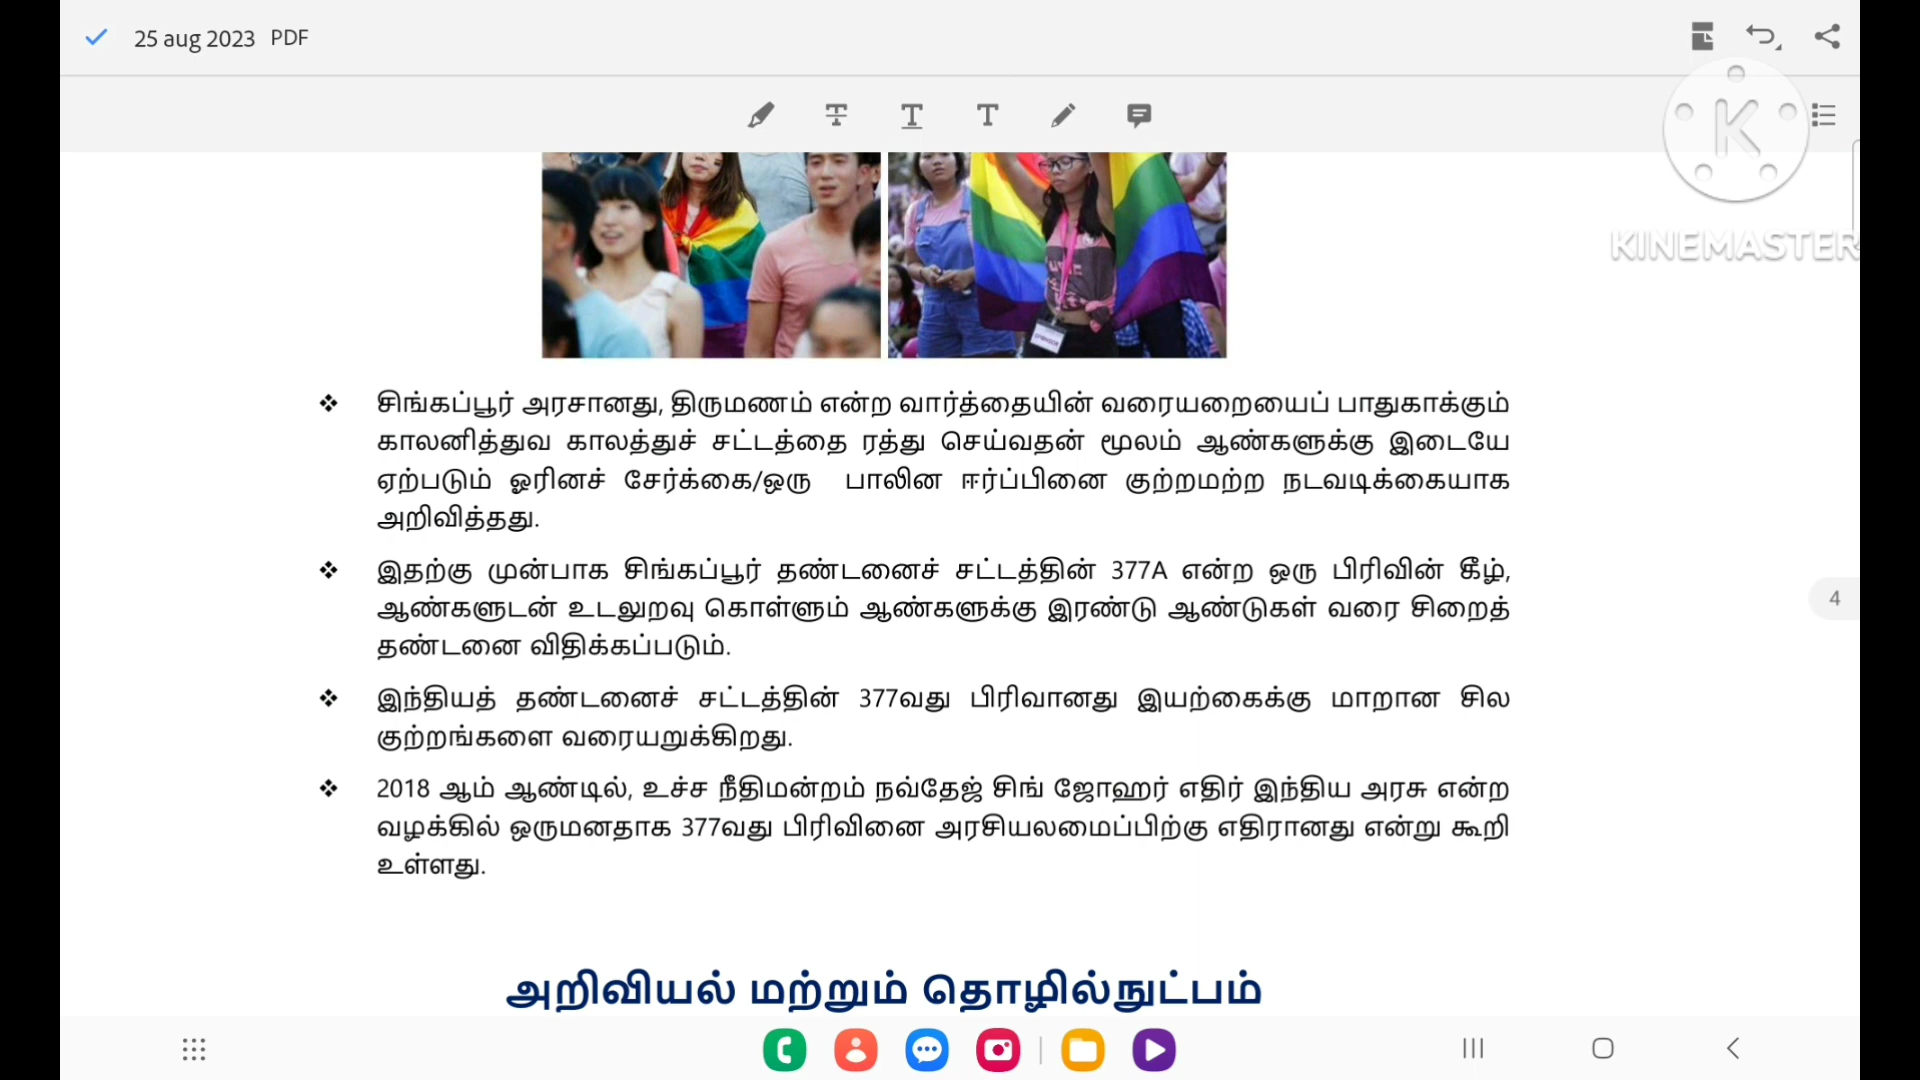 25 aug 2023 PDF
KINEMASTER
❖ சிங்கப்பூர் அரசானது, திருமணம் என்ற வார்த்தையின் வரையறையைப் பாதுகாக்கும்
காலனித்துவ காலத்துச் சட்டத்தை ரத்து செய்வதன் மூலம் ஆண்களுக்கு இடையே
ஏற்படும் ஓரினச் சேர்க்கை/ஒரு பாலின ஈர்ப்பினை குற்றமற்ற நடவடிக்கையாக
அறிவித்தது.
❖ இதற்கு முன்பாக சிங்கப்பூர் தண்டனைச் சட்டத்தின் 377A என்ற ஒரு பிரிவின் கீழ்,
ஆண்களுடன் உடலுறவு கொள்ளும் ஆண்களுக்கு இரண்டு ஆண்டுகள் வரை சிறைத்
தண்டனை விதிக்கப்படும்.
4
❖ இந்தியத் தண்டனைச் சட்டத்தின் 377வது பிரிவானது இயற்கைக்கு மாறான சில
குற்றங்களை வரையறுக்கிறது.
❖ 2018 ஆம் ஆண்டில், உச்ச நீதிமன்றம் நவ்தேஜ் சிங் ஜோஹர் எதிர் இந்திய அரசு என்ற
வழக்கில் ஒருமனதாக 377வது பிரிவினை அரசியலமைப்பிற்கு எதிரானது என்று கூறி
உள்ளது.
அறிவியல் மற்றும் தொழில்நுட்பம்